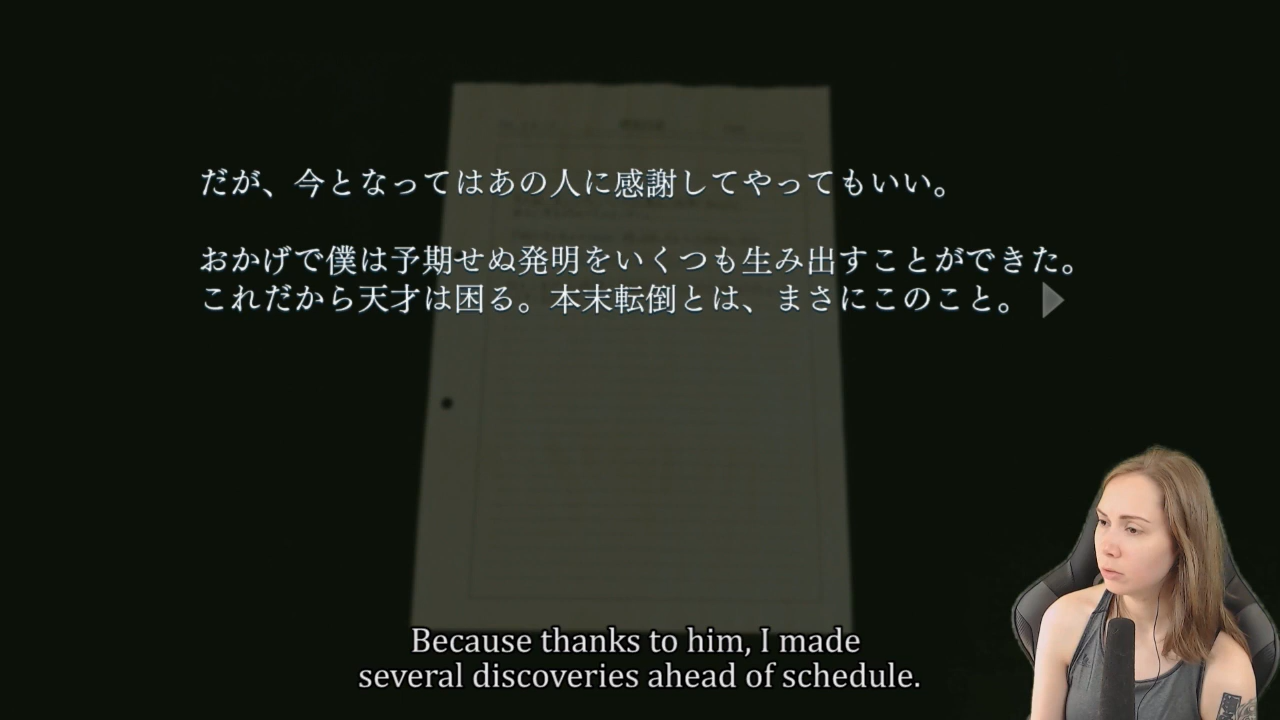 だが、今となってはあの人に感謝してやってもいい。
おかげで僕は予期せぬ発明をいくつも生み出すことができた。
これだから天才は困る。本末転倒とは、まさにこのこと。
Because thanks to him, I made
several discoveries ahead of schedule.